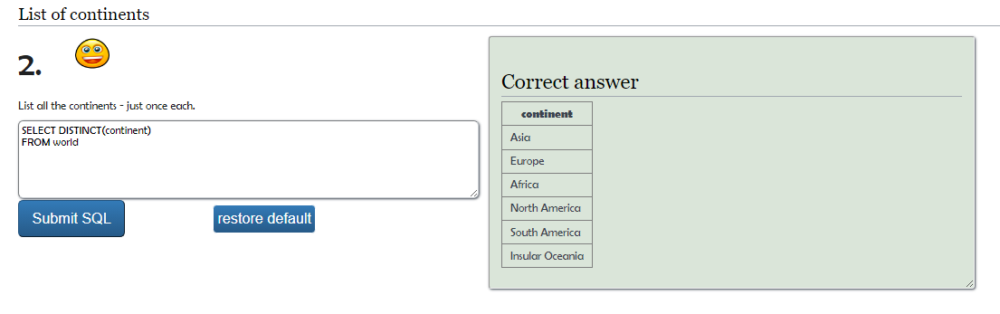 List of continents
2.
List all the continents - just once each.
SELECT DISTINCT(continent)
FROM world
Submit SQL
restore default
Correct answer
continent
Asia
Europe
Africa
North America
South America
Insular Oceania